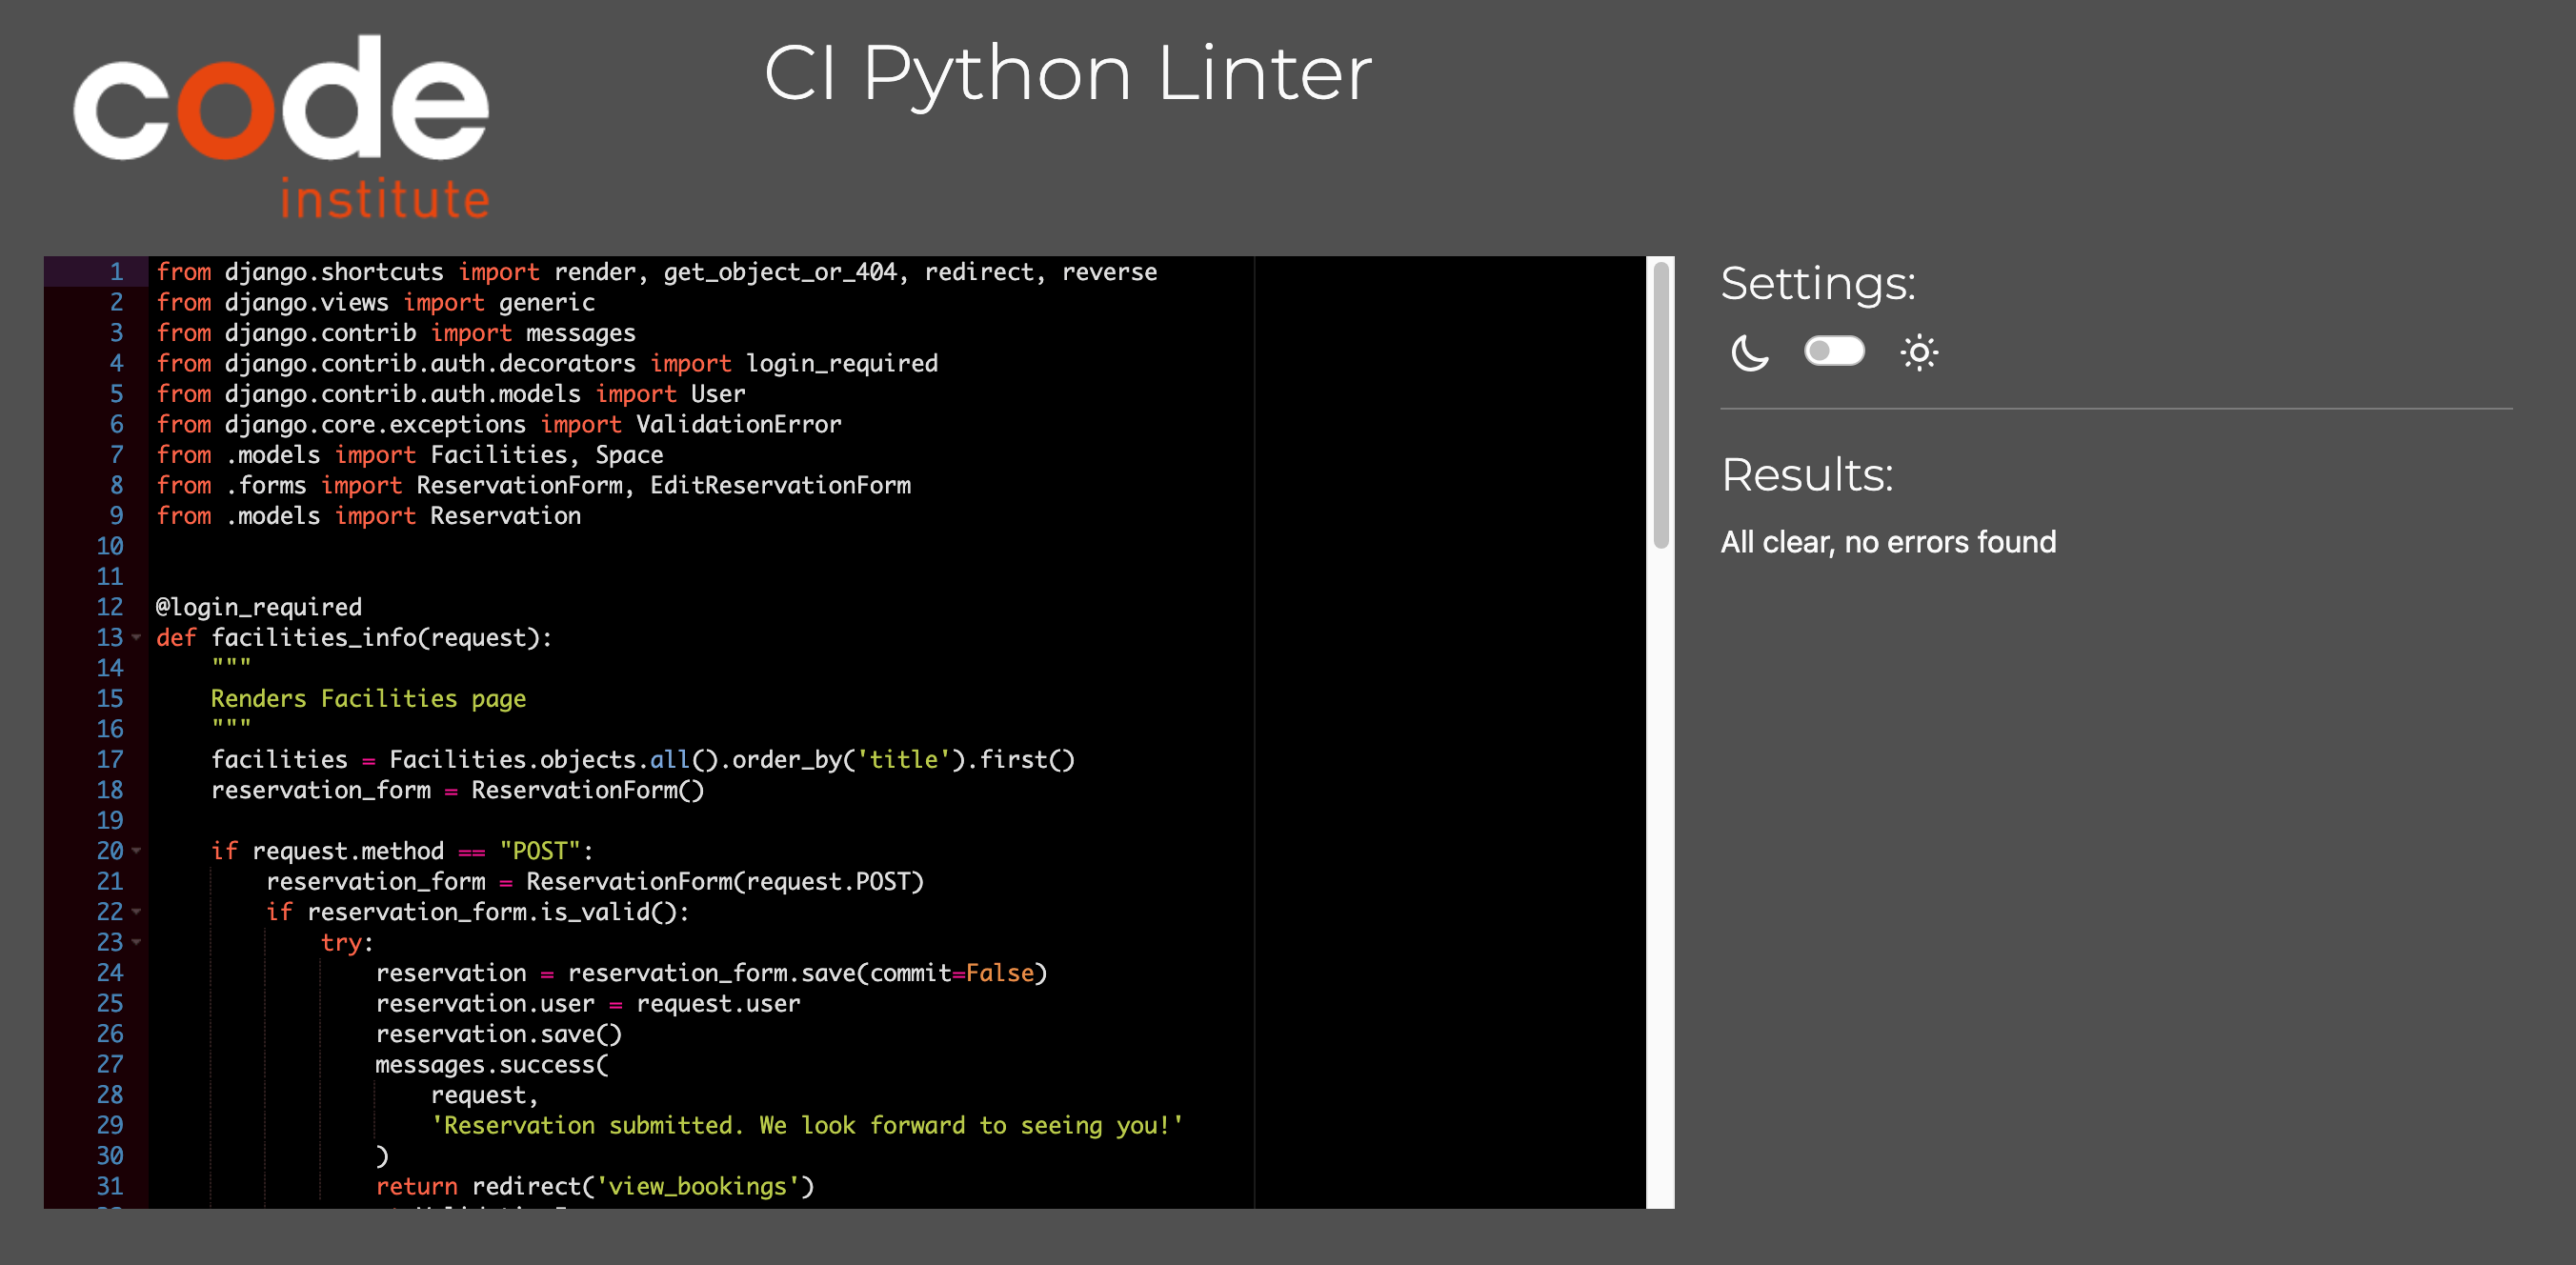 code
institute
CI Python Linter
1 from django.shortcuts import render, get_object_or_404, redirect, reverse
2 from django.views import generic
3 from django.contrib import messages
4 from django.contrib.auth.decorators import login_required
5 from django.contrib.auth.models import User
6 from django.core.exceptions import ValidationError
7 from .models import Facilities, Space
8 from .forms import ReservationForm, EditReservationForm
9 from .models import Reservation
10
11
12 @login_required
13 def facilities_info(request):
14     """
15     Renders Facilities page
16     """
17     facilities = Facilities.objects.all().order_by('title').first()
18     reservation_form = ReservationForm()
19
20     if request.method == "POST":
21         reservation_form = ReservationForm(request.POST)
22         if reservation_form.is_valid():
23             try:
24                 reservation = reservation_form.save(commit=False)
25                 reservation.user = request.user
26                 reservation.save()
27                 messages.success(
28                     request,
29                     'Reservation submitted. We look forward to seeing you!'
30                 )
31                 return redirect('view_bookings')
Settings:
Results:
All clear, no errors found